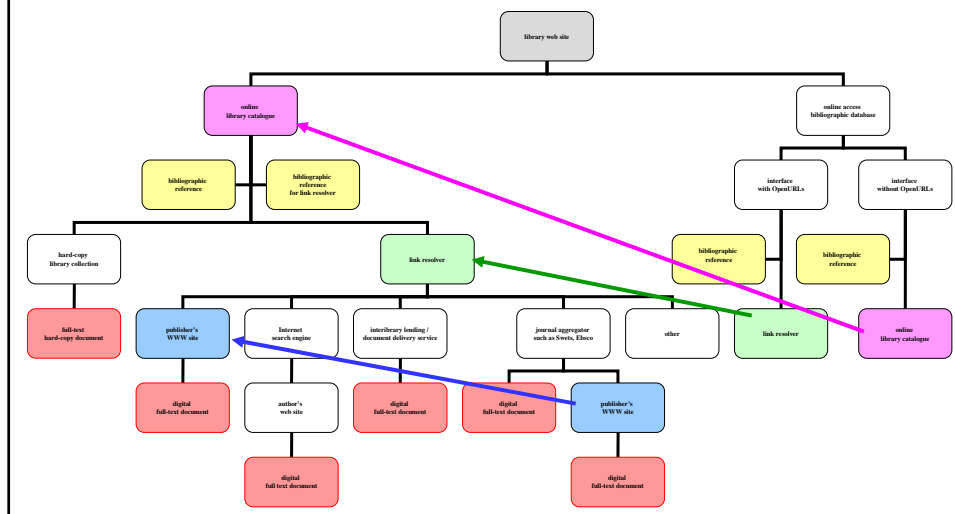 library web site
online
library catalogue
online access
bibliographic database
bibliographic
reference
bibliographic
reference
for link resolver
interface
with OpenURLs
interface
without OpenURLs
hard-copy
library collection
link resolver
bibliographic
reference
bibliographic
reference
full-text
hard-copy document
publisher's
WWW site
Internet
search engine
interibrary lending /
document delivery service
journal aggregator
such as Swets, Ebsco
other
link resolver
online
library catalogue
digital
full-text document
author's
web site
digital
full-text document
digital
full-text document
publisher's
WWW site
digital
full-text document
digital
full-text document